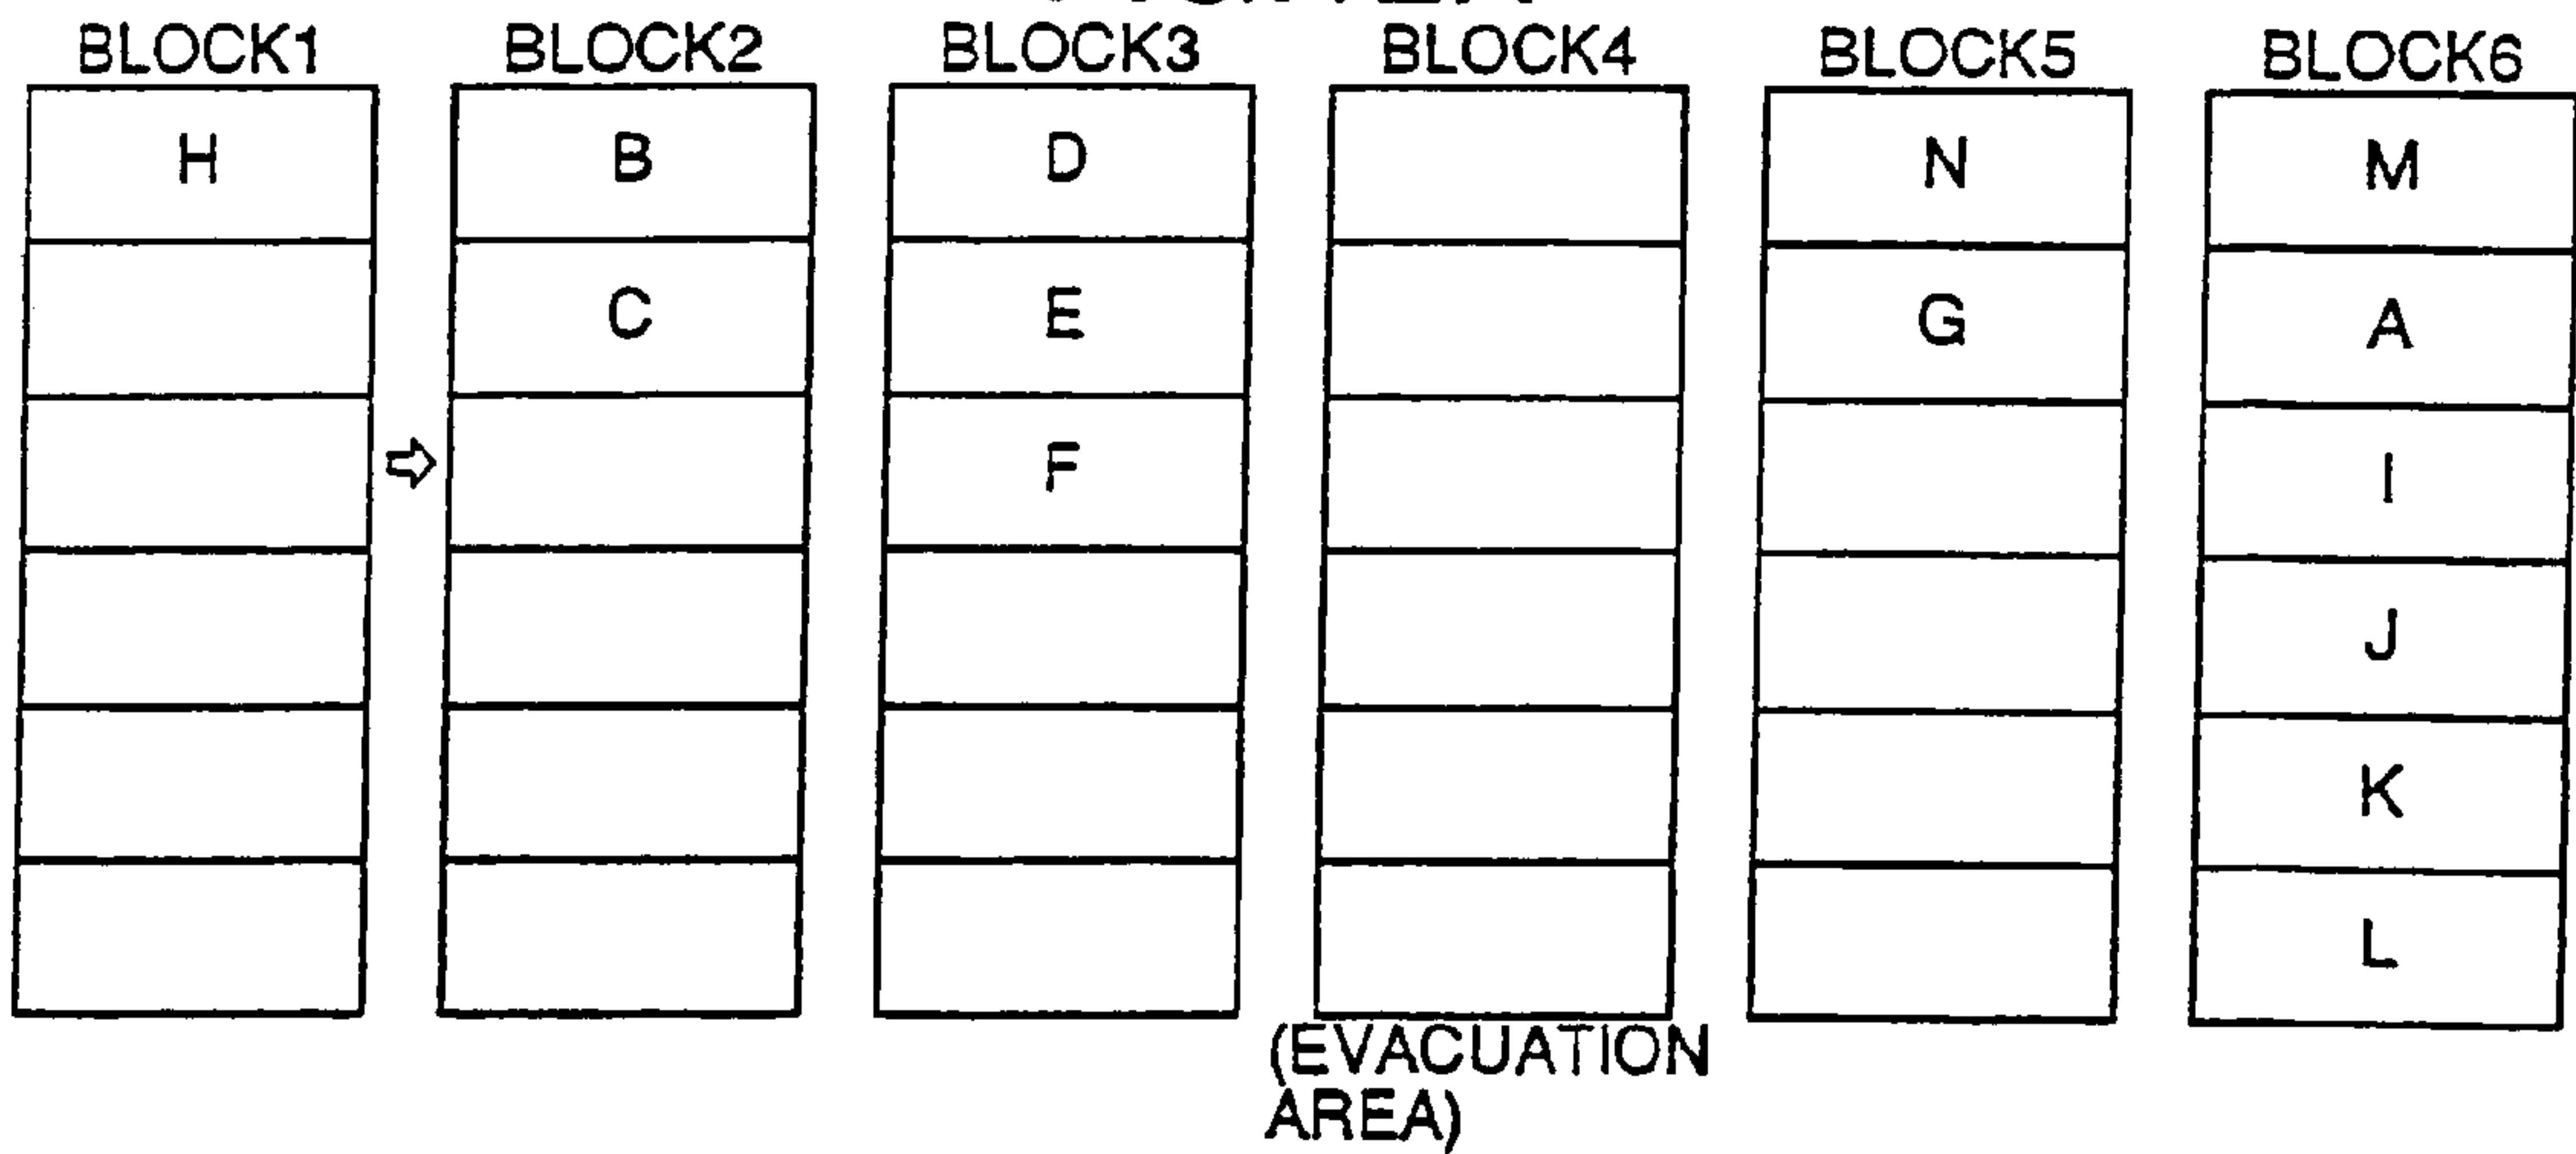 BLOCK1 BLOCK2 BLOCK3 BLOCK4 BLOCK5 BLOCK6
H B D N M
C E G A
F I
J
K
L
(EVACUATION
AREA)